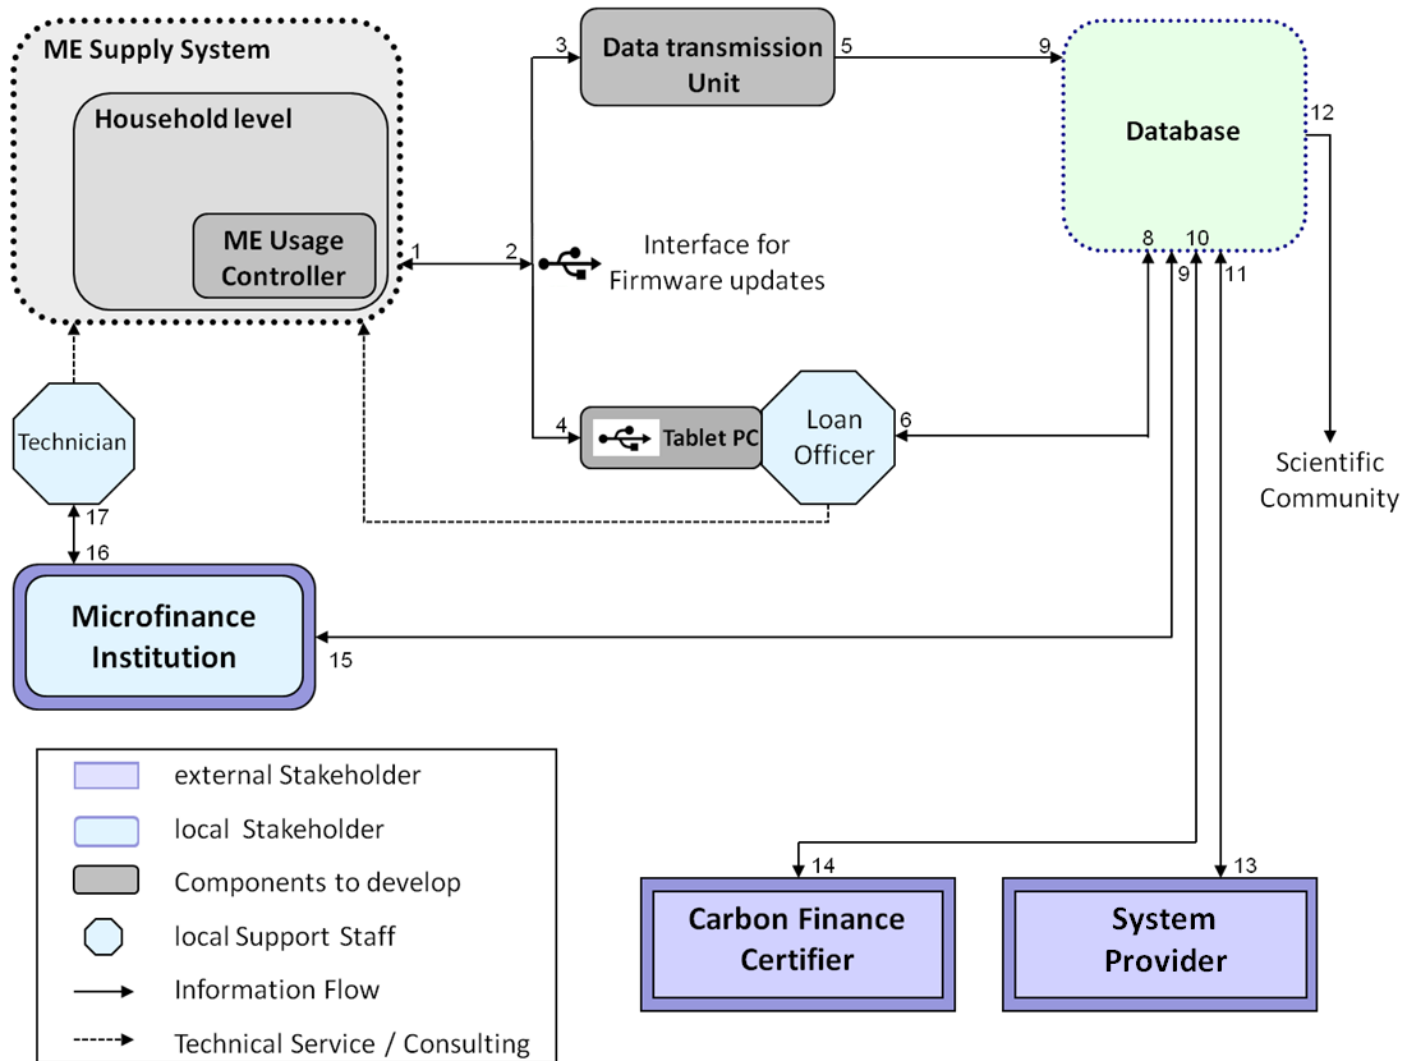 ME Supply System
Household level
ME Usage
Controller
1
2
3
Data transmission
Unit
5
9
Database
12
8
10
9
11
Interface for
Firmware updates
4
Tablet PC
Loan
Officer
6
Scientific
Community
Technician
17
16
Microfinance
Institution
15
14
Carbon Finance
Certifier
13
System
Provider
external Stakeholder
local Stakeholder
Components to develop
local Support Staff
Information Flow
Technical Service / Consulting